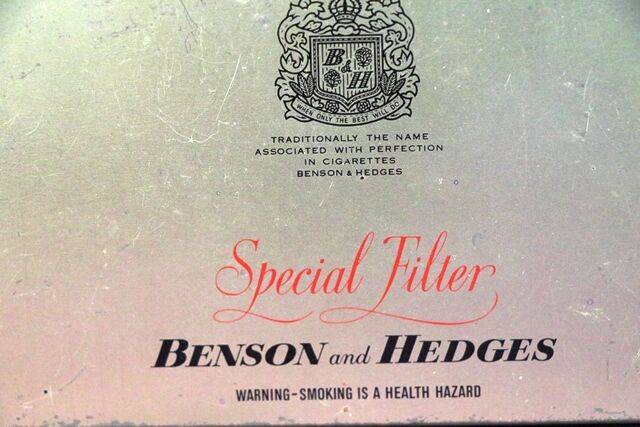 B & H
WHEN ONLY THE BEST WILL DO
TRADITIONALLY THE NAME
ASSOCIATED WITH PERFECTION
IN CIGARETTES
BENSON & HEDGES
Special Filter
BENSON and HEDGES
WARNING-SMOKING IS A HEALTH HAZARD